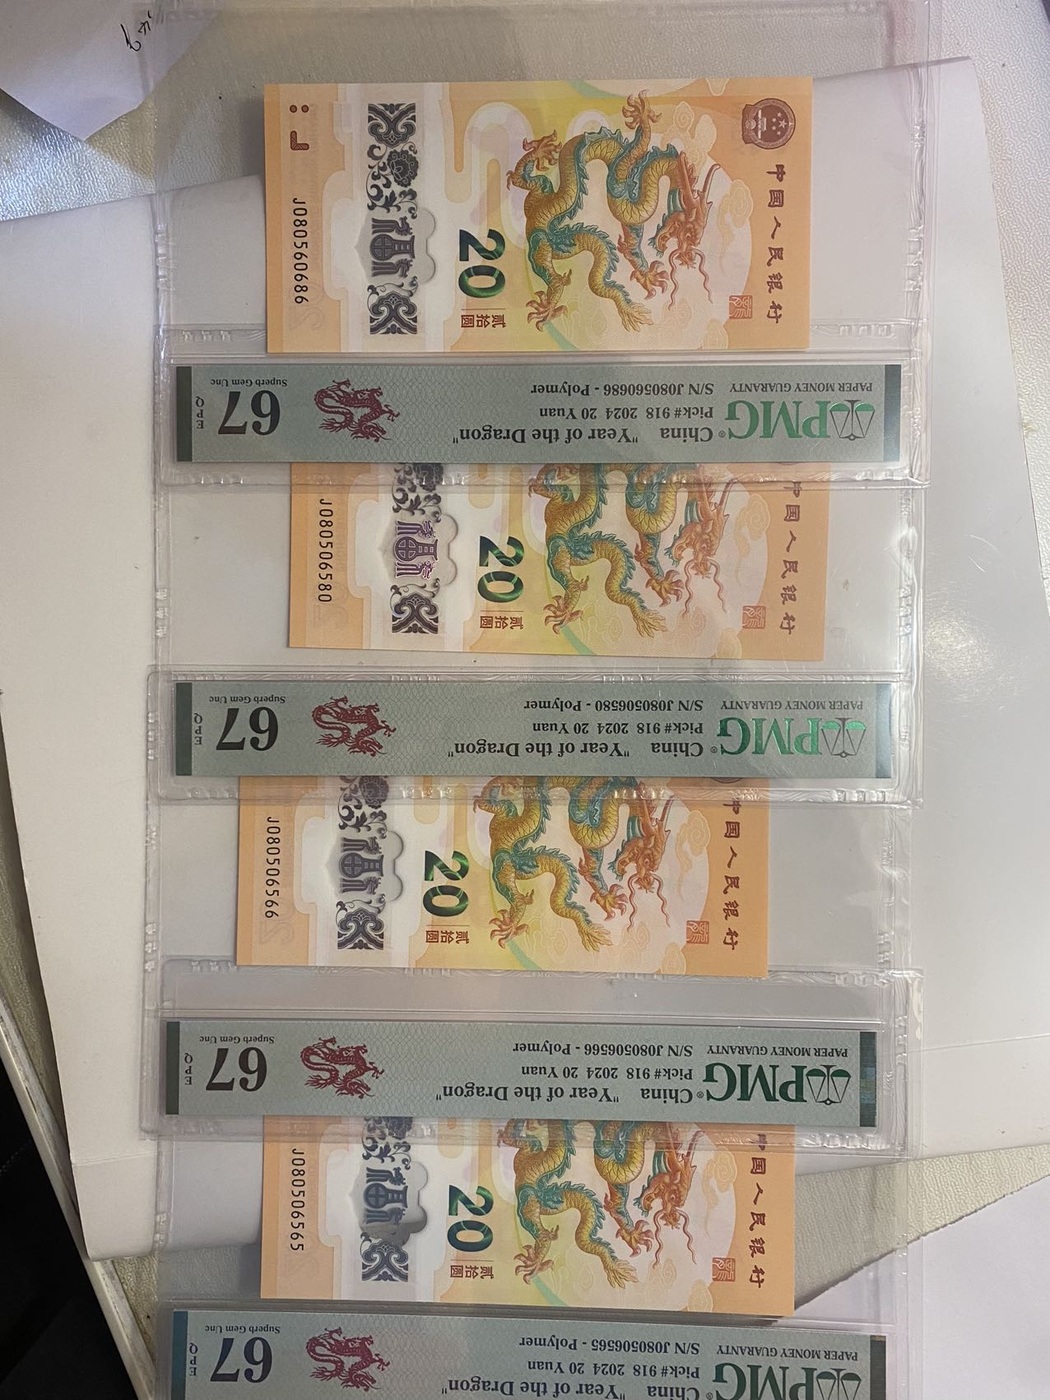 中国人民银行
20
贰拾圆
J080560686
PMG
PAPER MONEY GUARANTY
China "Year of the Dragon"
Pick# 918 2024 20 Yuan
S/N J080560686 - Polymer
67
EPQ
Superb Gem Unc
中国人民银行
20
贰拾圆
J080506580
PMG
PAPER MONEY GUARANTY
China "Year of the Dragon"
Pick# 918 2024 20 Yuan
S/N J080506580 - Polymer
67
EPQ
Superb Gem Unc
中国人民银行
20
贰拾圆
J080506566
PMG
PAPER MONEY GUARANTY
China "Year of the Dragon"
Pick# 918 2024 20 Yuan
S/N J080506566 - Polymer
67
EPQ
Superb Gem Unc
中国人民银行
20
贰拾圆
J080506565
PMG
PAPER MONEY GUARANTY
China "Year of the Dragon"
Pick# 918 2024 20 Yuan
S/N J080506565 - Polymer
67
EPQ
Superb Gem Unc